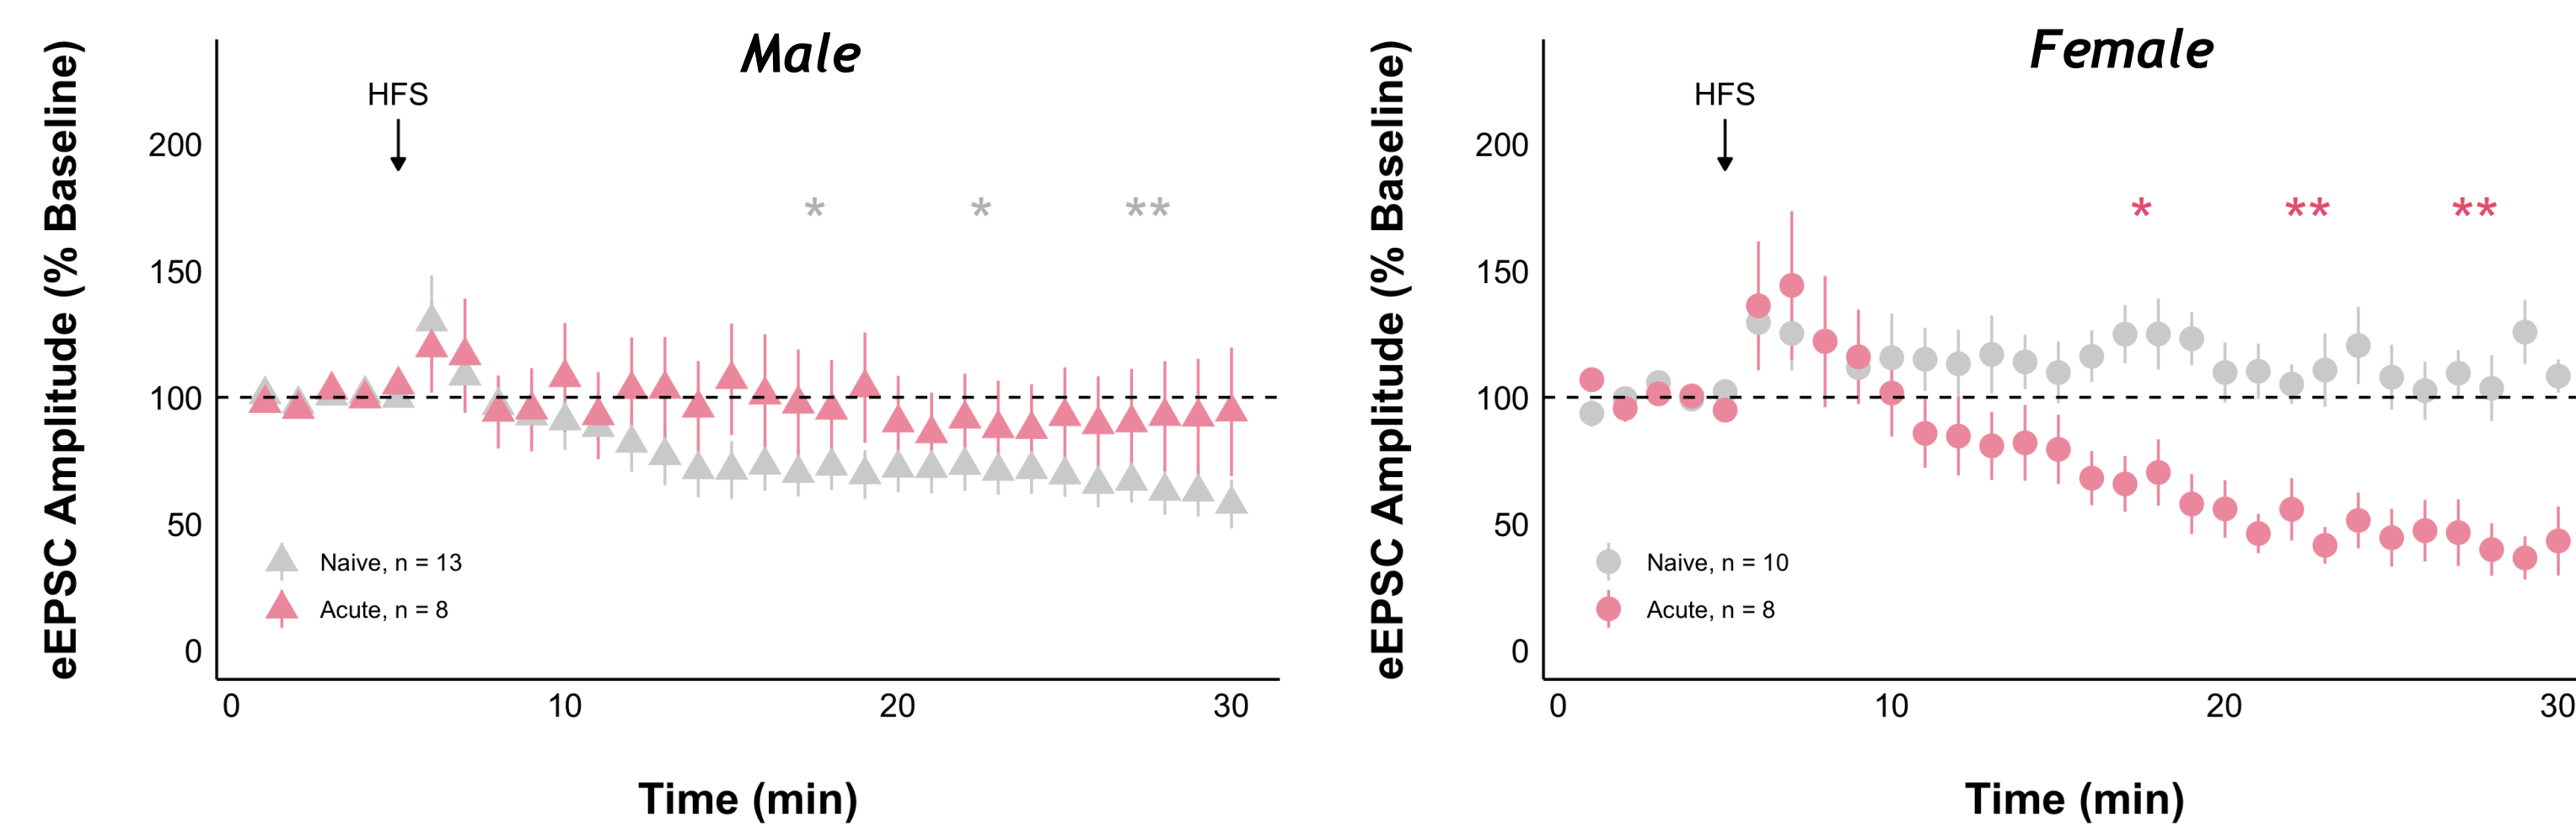 Male
eEPSC Amplitude (% Baseline)
HFS
200
150
100
50
0
* * **
Naive, n = 13
Acute, n = 8
0 10 20 30
Time (min)
Female
eEPSC Amplitude (% Baseline)
HFS
200
150
100
50
0
* ** **
Naive, n = 10
Acute, n = 8
0 10 20 30
Time (min)